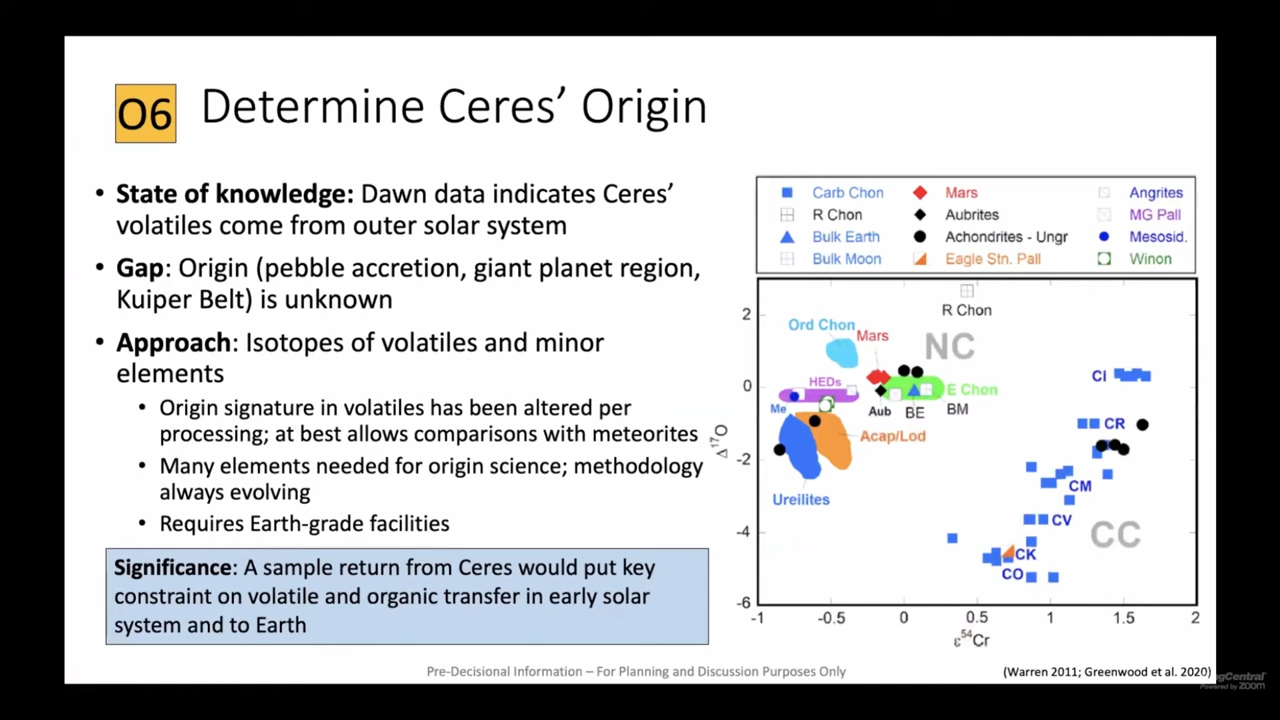 O6 Determine Ceres' Origin
• State of knowledge: Dawn data indicates Ceres'
volatiles come from outer solar system
• Gap: Origin (pebble accretion, giant planet region,
Kuiper Belt) is unknown
• Approach: Isotopes of volatiles and minor
elements
• Origin signature in volatiles has been altered per
processing; at best allows comparisons with meteorites
• Many elements needed for origin science; methodology
always evolving
• Requires Earth-grade facilities
Significance: A sample return from Ceres would put key
constraint on volatile and organic transfer in early solar
system and to Earth
Carb Chon Mars Angrites
R Chon Aubrites MG Pall
Bulk Earth Achondrites - Ungr Mesosid.
Bulk Moon Eagle Stn. Pall Winon
R Chon
2
Ord Chon
Mars
NC
HEDs
CI
0
E Chon
Me
Aub
BE
BM
CR
Acap/Lod
Δ¹⁷O
-2
Ureilites
CM
CV
CC
-4
CK
CO
-6
-1 -0.5 0 0.5 1 1.5 2
ε⁵⁴Cr
Pre-Decisional Information – For Planning and Discussion Purposes Only
(Warren 2011; Greenwood et al. 2020)
Powered by zoom